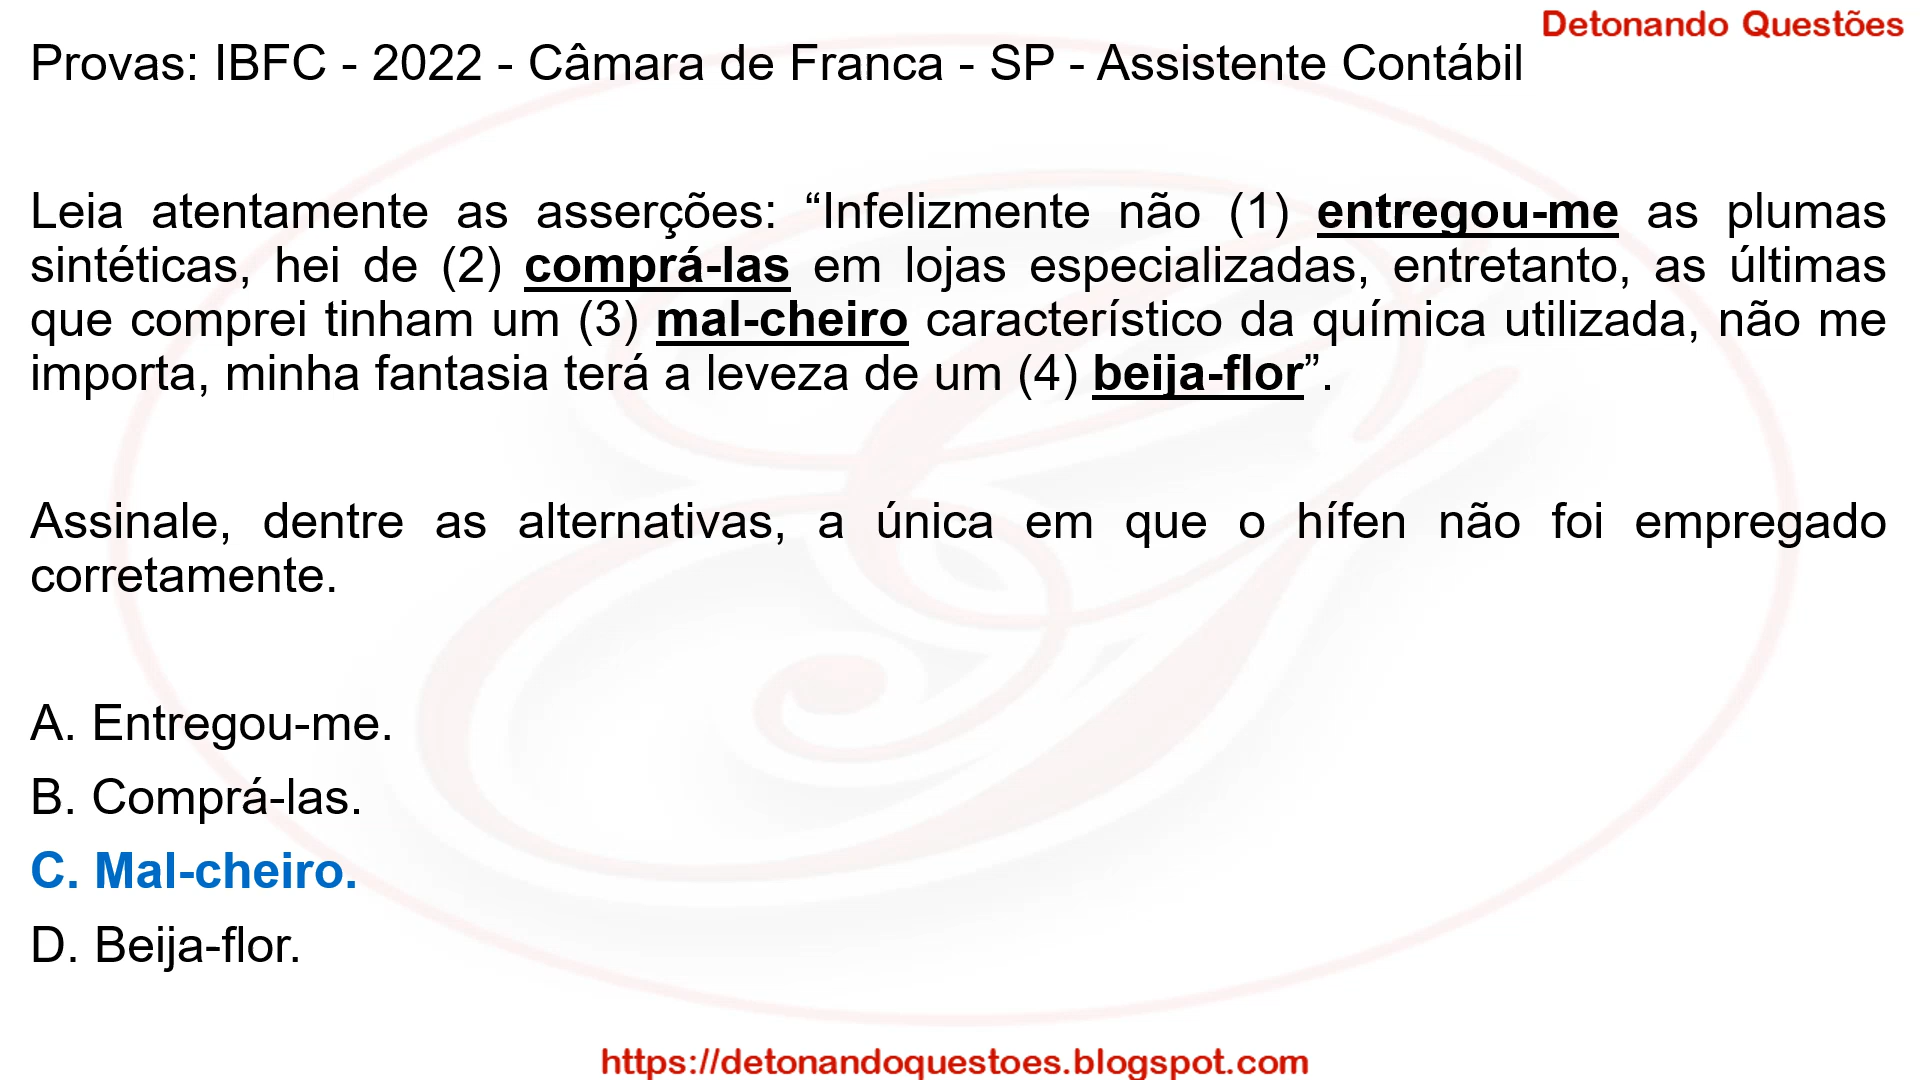 Detonando Questões
Provas: IBFC - 2022 - Câmara de Franca - SP - Assistente Contábil
Leia atentamente as asserções: “Infelizmente não (1) entregou-me as plumas
sintéticas, hei de (2) comprá-las em lojas especializadas, entretanto, as últimas
que comprei tinham um (3) mal-cheiro característico da química utilizada, não me
importa, minha fantasia terá a leveza de um (4) beija-flor”.
Assinale, dentre as alternativas, a única em que o hífen não foi empregado
corretamente.
A. Entregou-me.
B. Comprá-las.
C. Mal-cheiro.
D. Beija-flor.
https://detonandoquestoes.blogspot.com